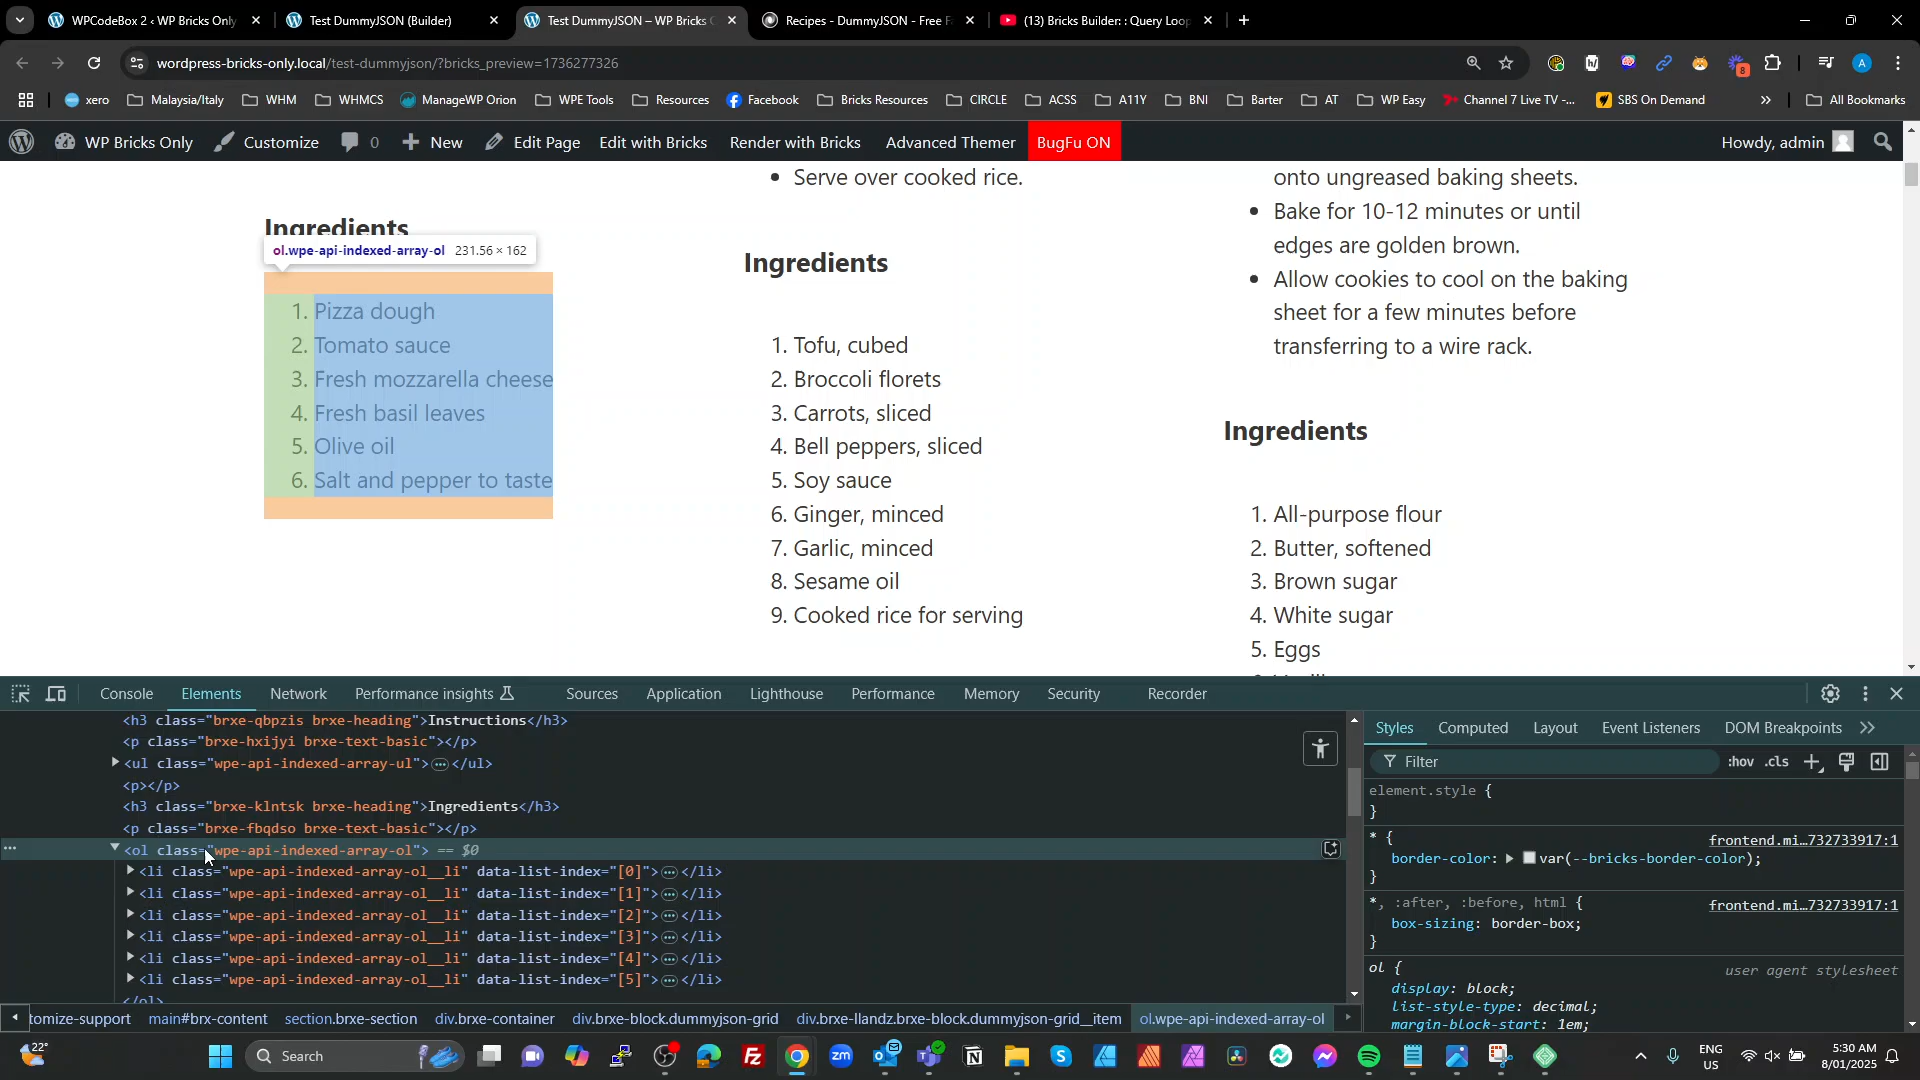 WPCodeBox 2 ‹ WP Bricks Only
Test DummyJSON (Builder)
Test DummyJSON – WP Bricks O
Recipes - DummyJSON - Free F
(13) Bricks Builder: : Query Loop
wordpress-bricks-only.local/test-dummyjson/?bricks_preview=1736277326
8
A
xero
Malaysia/Italy
WHM
WHMCS
ManageWP Orion
WPE Tools
Resources
Facebook
Bricks Resources
CIRCLE
ACSS
A11Y
BNI
Barter
AT
WP Easy
Channel 7 Live TV -...
SBS On Demand
All Bookmarks
WP Bricks Only
Customize
0
New
Edit Page
Edit with Bricks
Render with Bricks
Advanced Themer
BugFu ON
Howdy, admin
Ingredients
ol.wpe-api-indexed-array-ol 231.56 × 162
1. Pizza dough
2. Tomato sauce
3. Fresh mozzarella cheese
4. Fresh basil leaves
5. Olive oil
6. Salt and pepper to taste
• Serve over cooked rice.
Ingredients
1. Tofu, cubed
2. Broccoli florets
3. Carrots, sliced
4. Bell peppers, sliced
5. Soy sauce
6. Ginger, minced
7. Garlic, minced
8. Sesame oil
9. Cooked rice for serving
onto ungreased baking sheets.
• Bake for 10-12 minutes or until
edges are golden brown.
• Allow cookies to cool on the baking
sheet for a few minutes before
transferring to a wire rack.
Ingredients
1. All-purpose flour
2. Butter, softened
3. Brown sugar
4. White sugar
5. Eggs
Console
Elements
Network
Performance insights
Sources
Application
Lighthouse
Performance
Memory
Security
Recorder
<h3 class="brxe-qbpzis brxe-heading">Instructions</h3>
<p class="brxe-hxijyi brxe-text-basic"></p>
<ul class="wpe-api-indexed-array-ul">…</ul>
<p></p>
<h3 class="brxe-klntsk brxe-heading">Ingredients</h3>
<p class="brxe-fbqdso brxe-text-basic"></p>
<ol class="wpe-api-indexed-array-ol"> == $0
<li class="wpe-api-indexed-array-ol__li" data-list-index="[0]">…</li>
<li class="wpe-api-indexed-array-ol__li" data-list-index="[1]">…</li>
<li class="wpe-api-indexed-array-ol__li" data-list-index="[2]">…</li>
<li class="wpe-api-indexed-array-ol__li" data-list-index="[3]">…</li>
<li class="wpe-api-indexed-array-ol__li" data-list-index="[4]">…</li>
<li class="wpe-api-indexed-array-ol__li" data-list-index="[5]">…</li>
</ol>
Styles
Computed
Layout
Event Listeners
DOM Breakpoints
Filter
:hov .cls
element.style {
}
* {
frontend.mi…732733917:1
border-color: var(--bricks-border-color);
}
*, :after, :before, html {
frontend.mi…732733917:1
box-sizing: border-box;
}
ol {
user agent stylesheet
display: block;
list-style-type: decimal;
margin-block-start: 1em;
tomize-support
main#brx-content
section.brxe-section
div.brxe-container
div.brxe-block.dummyjson-grid
div.brxe-llandz.brxe-block.dummyjson-grid__item
ol.wpe-api-indexed-array-ol
22°
Search
zm
ENG
US
5:30 AM
8/01/2025